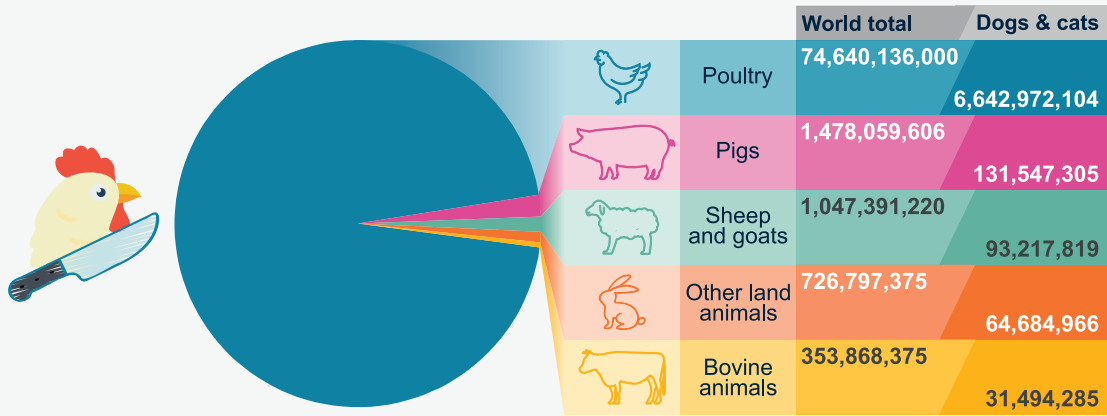 World total
Dogs & cats
Poultry
74,640,136,000
6,642,972,104
Pigs
1,478,059,606
131,547,305
Sheep
and goats
1,047,391,220
93,217,819
Other land
animals
726,797,375
64,684,966
Bovine
animals
353,868,375
31,494,285